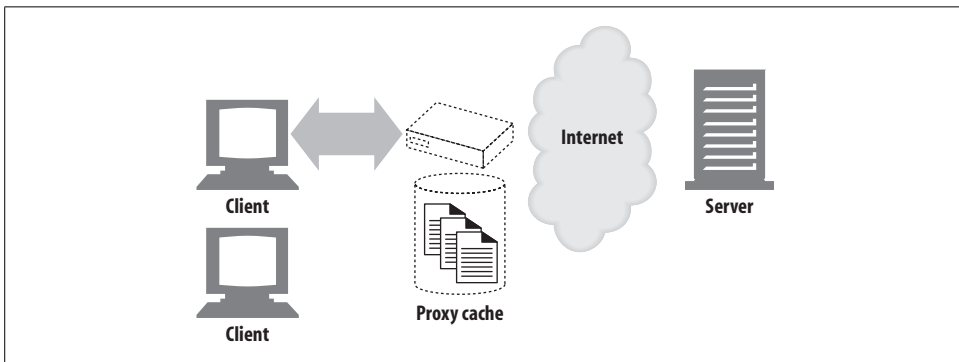 Internet
Client
Server
Proxy cache
Client